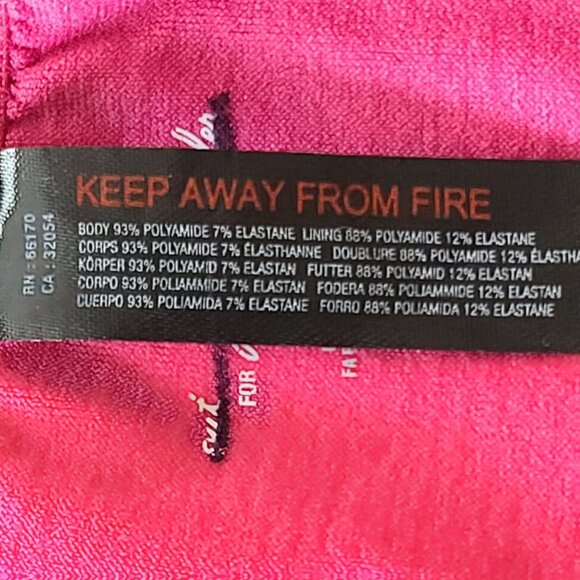 KEEP AWAY FROM FIRE
BODY 93% POLYAMIDE 7% ELASTANE LINING 88% POLYAMIDE 12% ELASTANE
CORPS 93% POLYAMIDE 7% ÉLASTHANNE DOUBLURE 88% POLYAMIDE 12% ÉLASTHA
KÖRPER 93% POLYAMID 7% ELASTAN FUTTER 88% POLYAMID 12% ELASTAN
CORPO 93% POLIAMMIDE 7% ELASTAN FODERA 88% POLIAMMIDE 12% ELASTAN
CUERPO 93% POLIAMIDA 7% ELASTANE FORRO 88% POLIAMIDA 12% ELASTANE
RN : 66170
CA : 32054
FOR